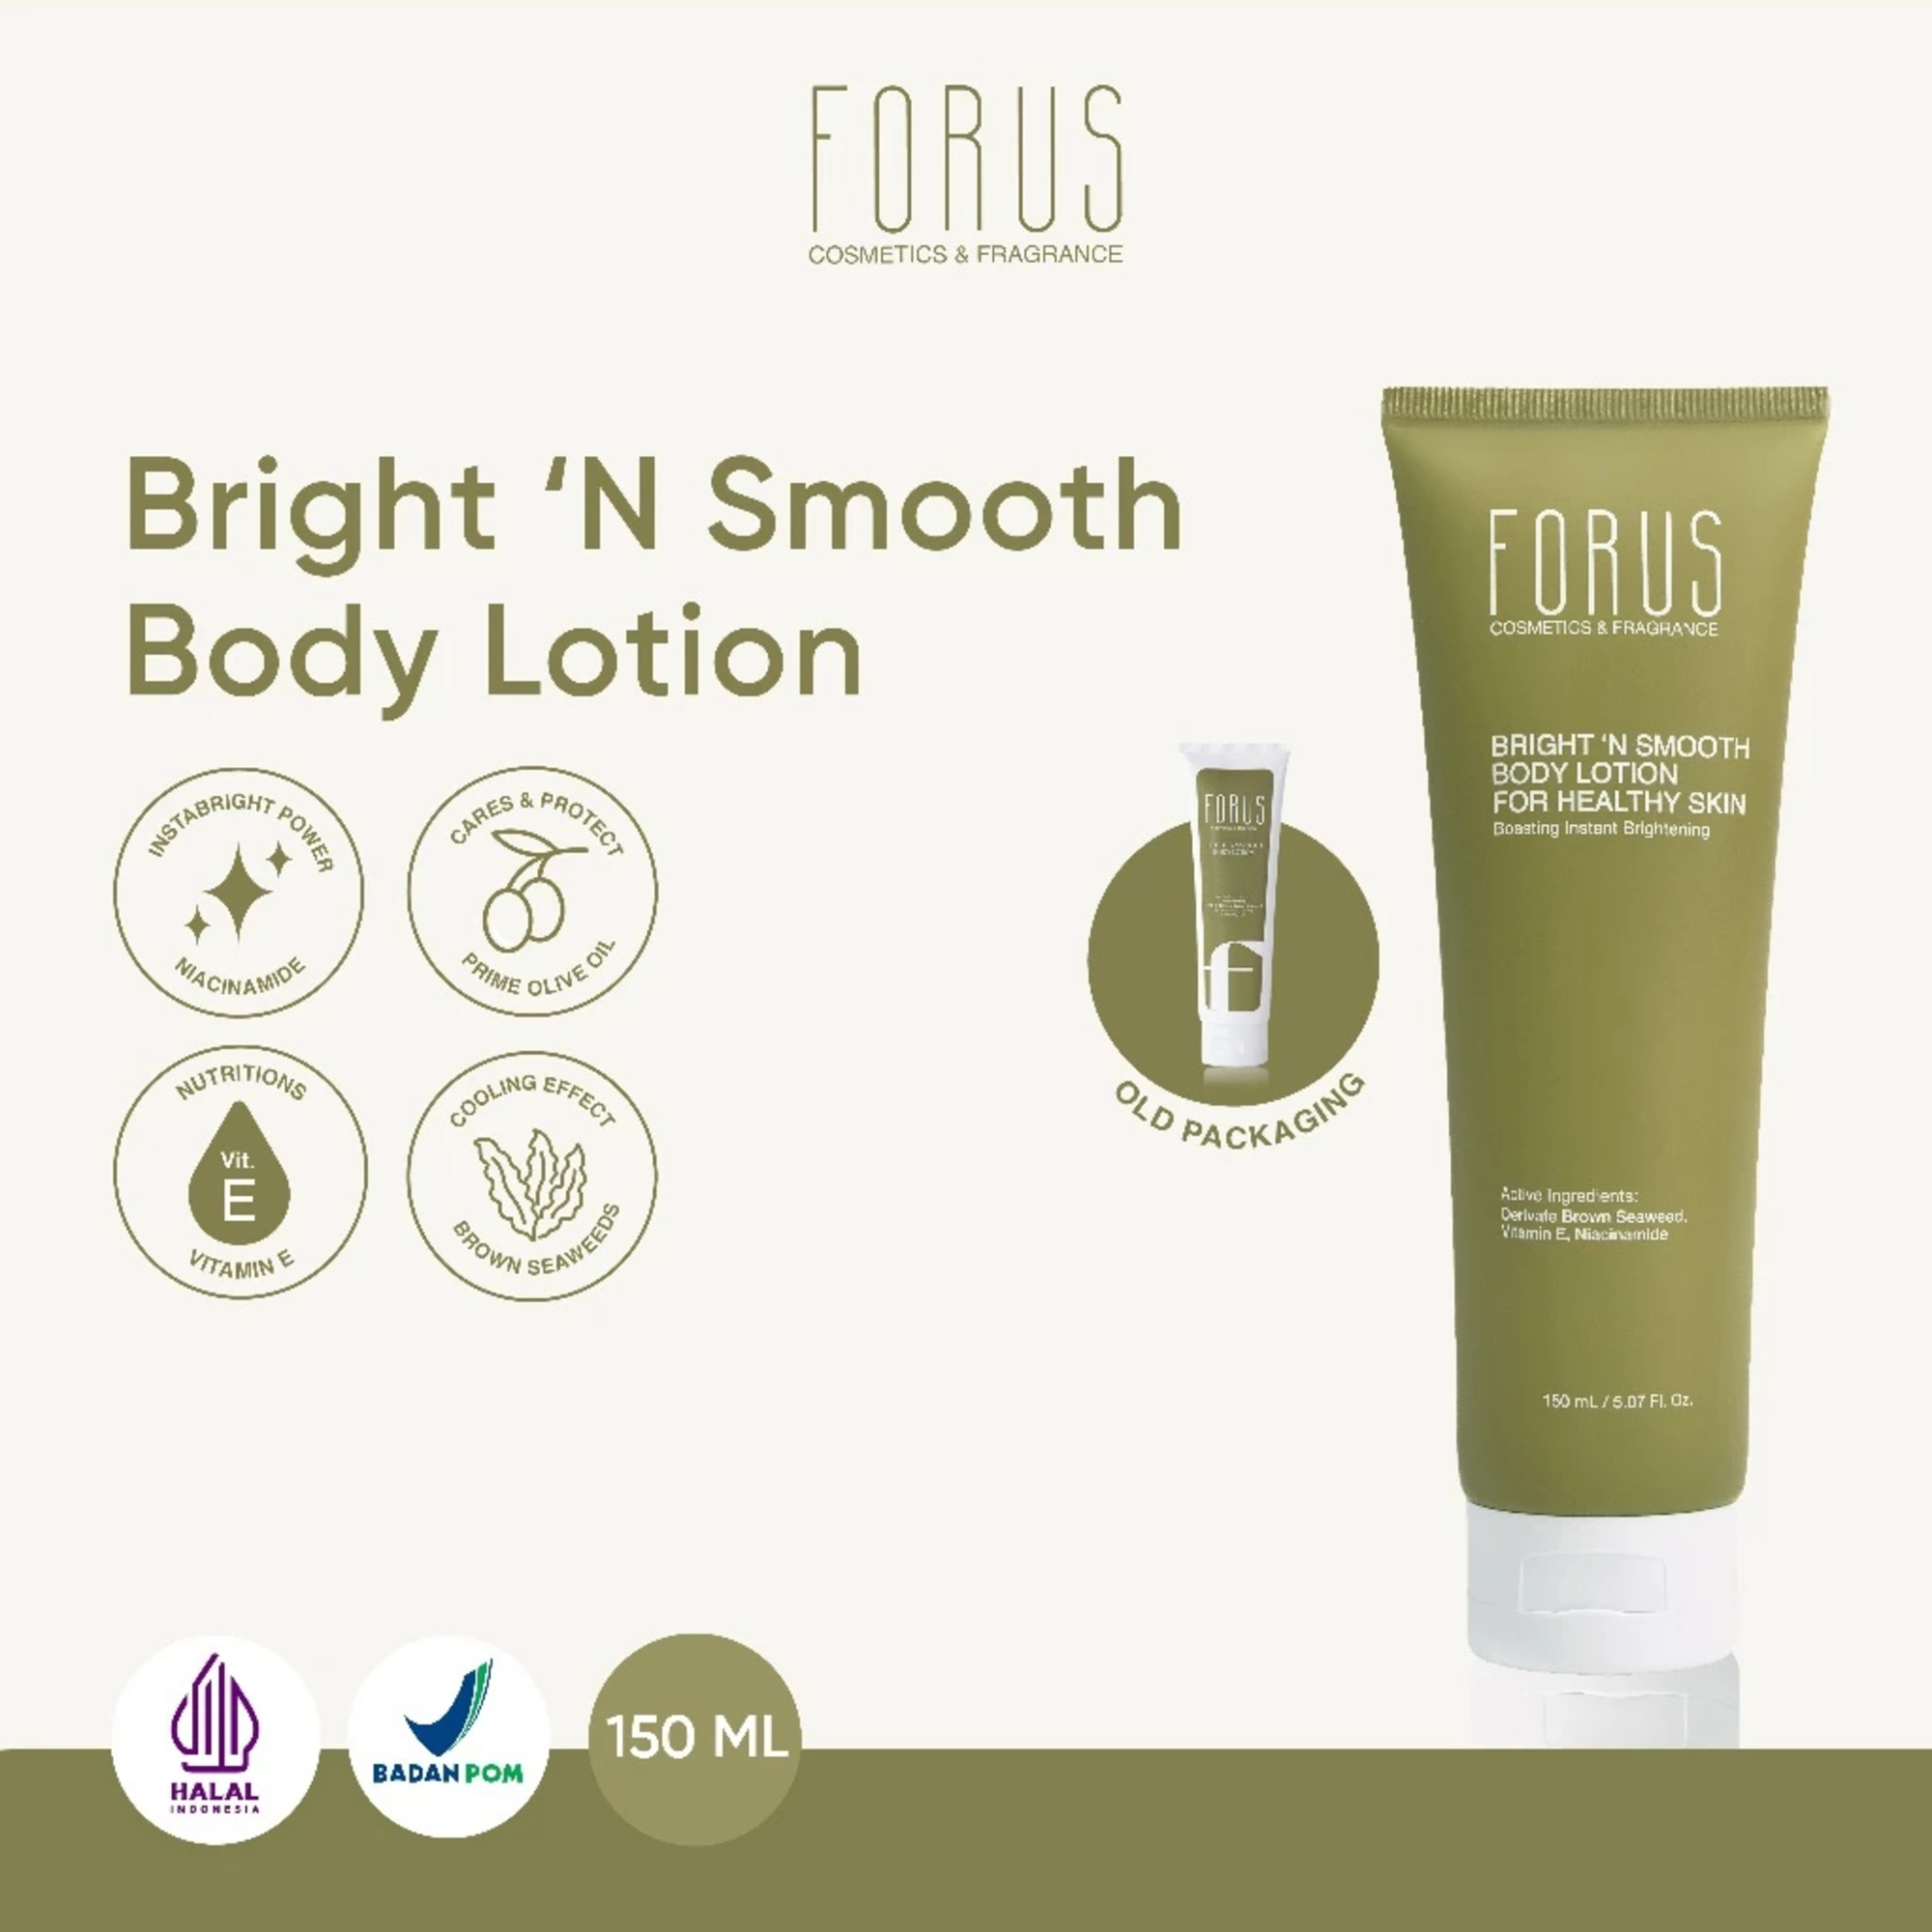 FORUS
COSMETICS & FRAGRANCE
Bright ‘N Smooth
Body Lotion
INSTABRIGHT POWER
NIACINAMIDE
CARES & PROTECT
PRIME OLIVE OIL
NUTRITIONS
Vit.
E
VITAMIN E
COOLING EFFECT
BROWN SEAWEEDS
FORUS
OLD PACKAGING
FORUS
COSMETICS & FRAGRANCE
BRIGHT ‘N SMOOTH
BODY LOTION
FOR HEALTHY SKIN
Boasting Instant Brightening
Active Ingredients:
Derivate Brown Seaweed,
Vitamin E, Niacinamide
150 mL / 5.07 Fl. Oz.
HALAL
INDONESIA
BADAN POM
150 ML